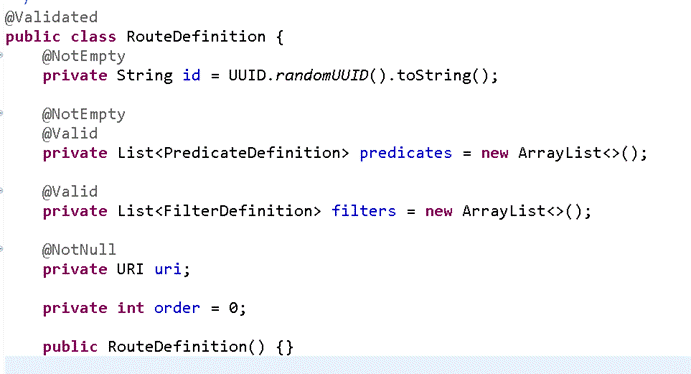 @Validated
public class RouteDefinition {
@NotEmpty
private String id = UUID.randomUUID().toString();
@NotEmpty
@Valid
private List<PredicateDefinition> predicates = new ArrayList<>();
@Valid
private List<FilterDefinition> filters = new ArrayList<>();
@NotNull
private URI uri;
private int order = 0;
public RouteDefinition() {}